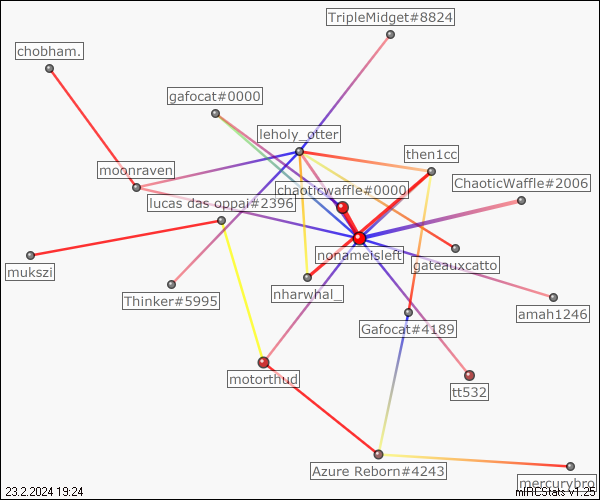 TripleMidget#8824
chobham.
gafocat#0000
leholy_otter
then1cc
moonraven
ChaoticWaffle#2006
chaoticwaffle#0000
lucas das oppai#2396
nonameisleft
gateauxcatto
mukszi
Thinker#5995
nharwhal_
amah1246
Gafocat#4189
motorthud
tt532
Azure Reborn#4243
mercurybro
23.2.2024 19:24
mIRCStats v1.25